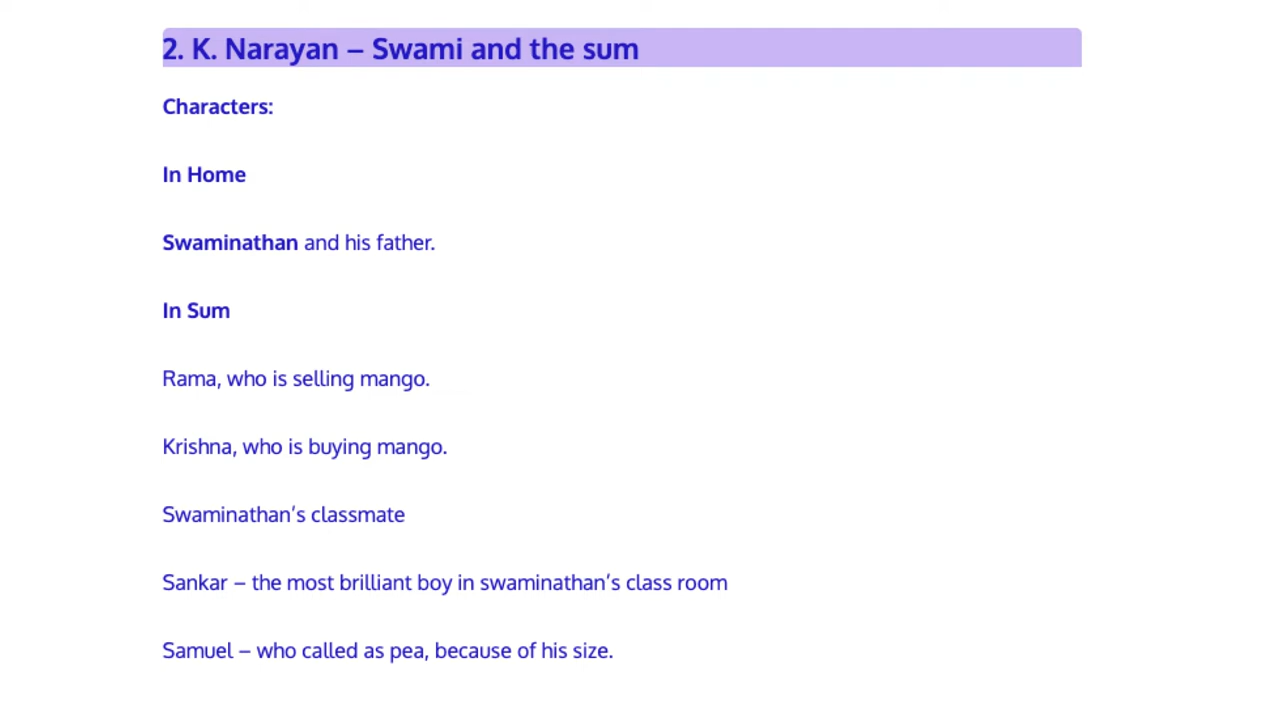 2. K. Narayan – Swami and the sum
Characters:
In Home
Swaminathan and his father.
In Sum
Rama, who is selling mango.
Krishna, who is buying mango.
Swaminathan’s classmate
Sankar – the most brilliant boy in swaminathan’s class room
Samuel – who called as pea, because of his size.